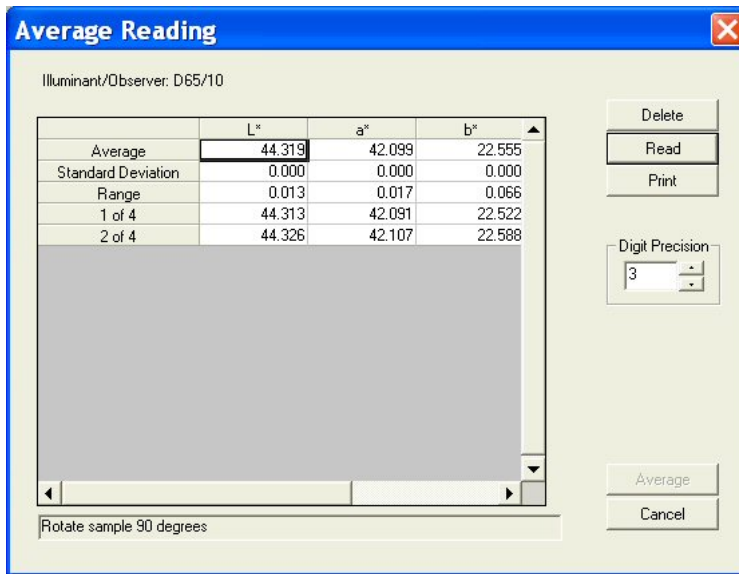 Average Reading
Illuminant/Observer: D65/10
L* a* b*
Average 44.319 42.099 22.555
Standard Deviation 0.000 0.000 0.000
Range 0.013 0.017 0.066
1 of 4 44.313 42.091 22.522
2 of 4 44.326 42.107 22.588
Rotate sample 90 degrees
Delete
Read
Print
Digit Precision
3
Average
Cancel